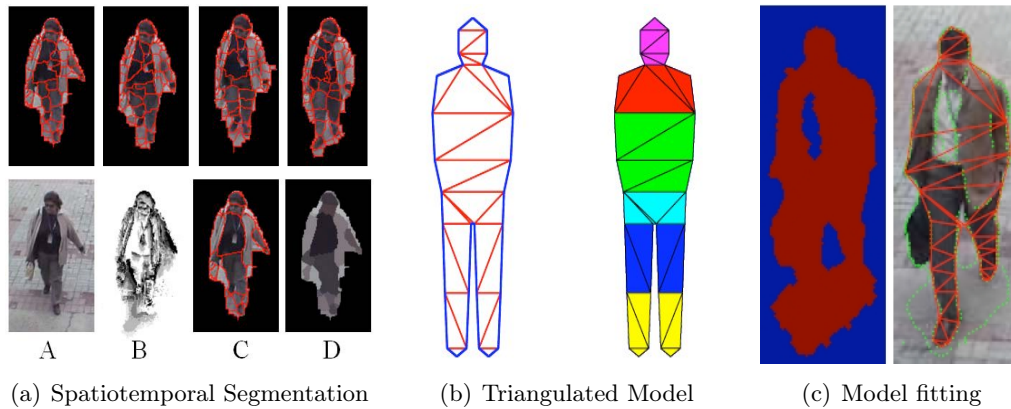 A B C D
(a) Spatiotemporal Segmentation (b) Triangulated Model (c) Model fitting